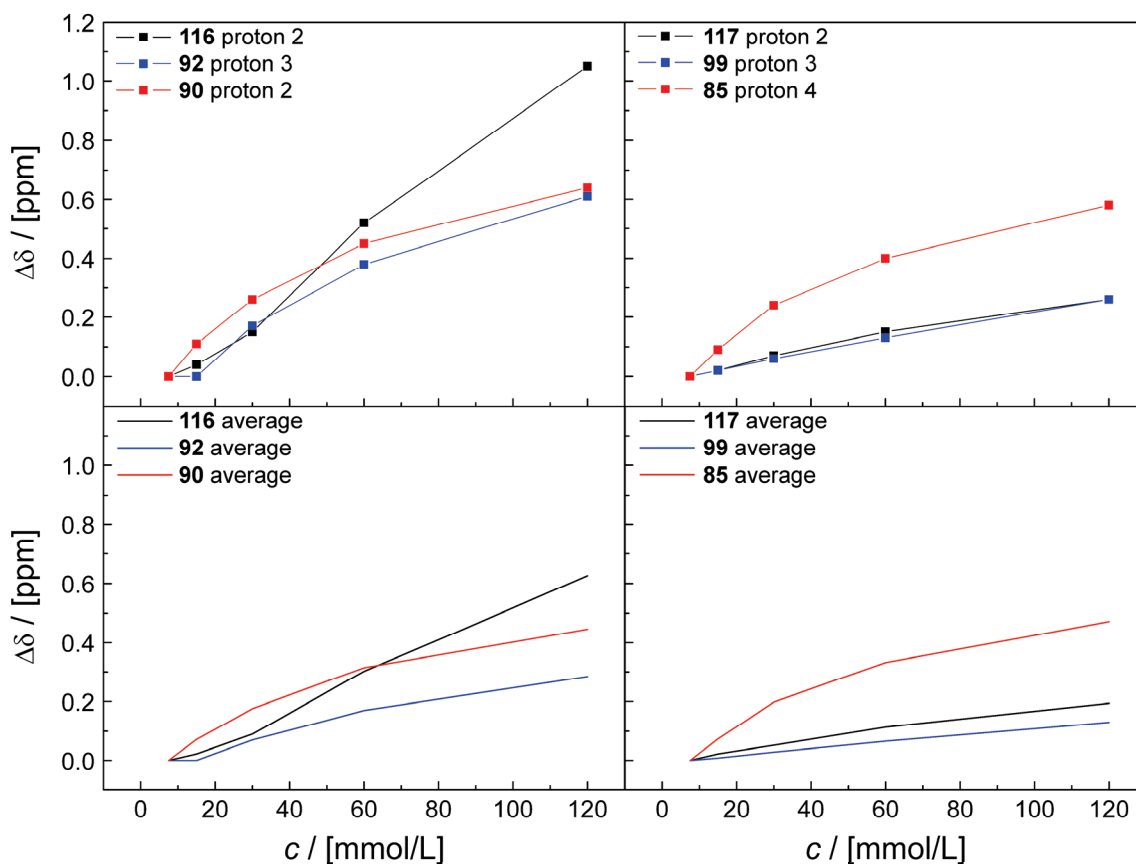 116 proton 2
92 proton 3
90 proton 2
117 proton 2
99 proton 3
85 proton 4
1.2
1.0
0.8
0.6
0.4
0.2
0.0
Δδ / [ppm]
116 average
92 average
90 average
117 average
99 average
85 average
1.0
0.8
0.6
0.4
0.2
0.0
Δδ / [ppm]
0 20 40 60 80 100 120
0 20 40 60 80 100 120
c / [mmol/L]
c / [mmol/L]